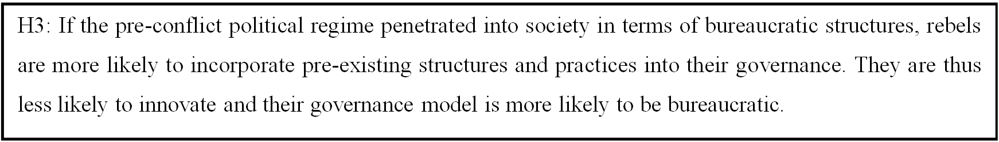 H3: If the pre-conflict political regime penetrated into society in terms of bureaucratic structures, rebels
are more likely to incorporate pre-existing structures and practices into their governance. They are thus
less likely to innovate and their governance model is more likely to be bureaucratic.